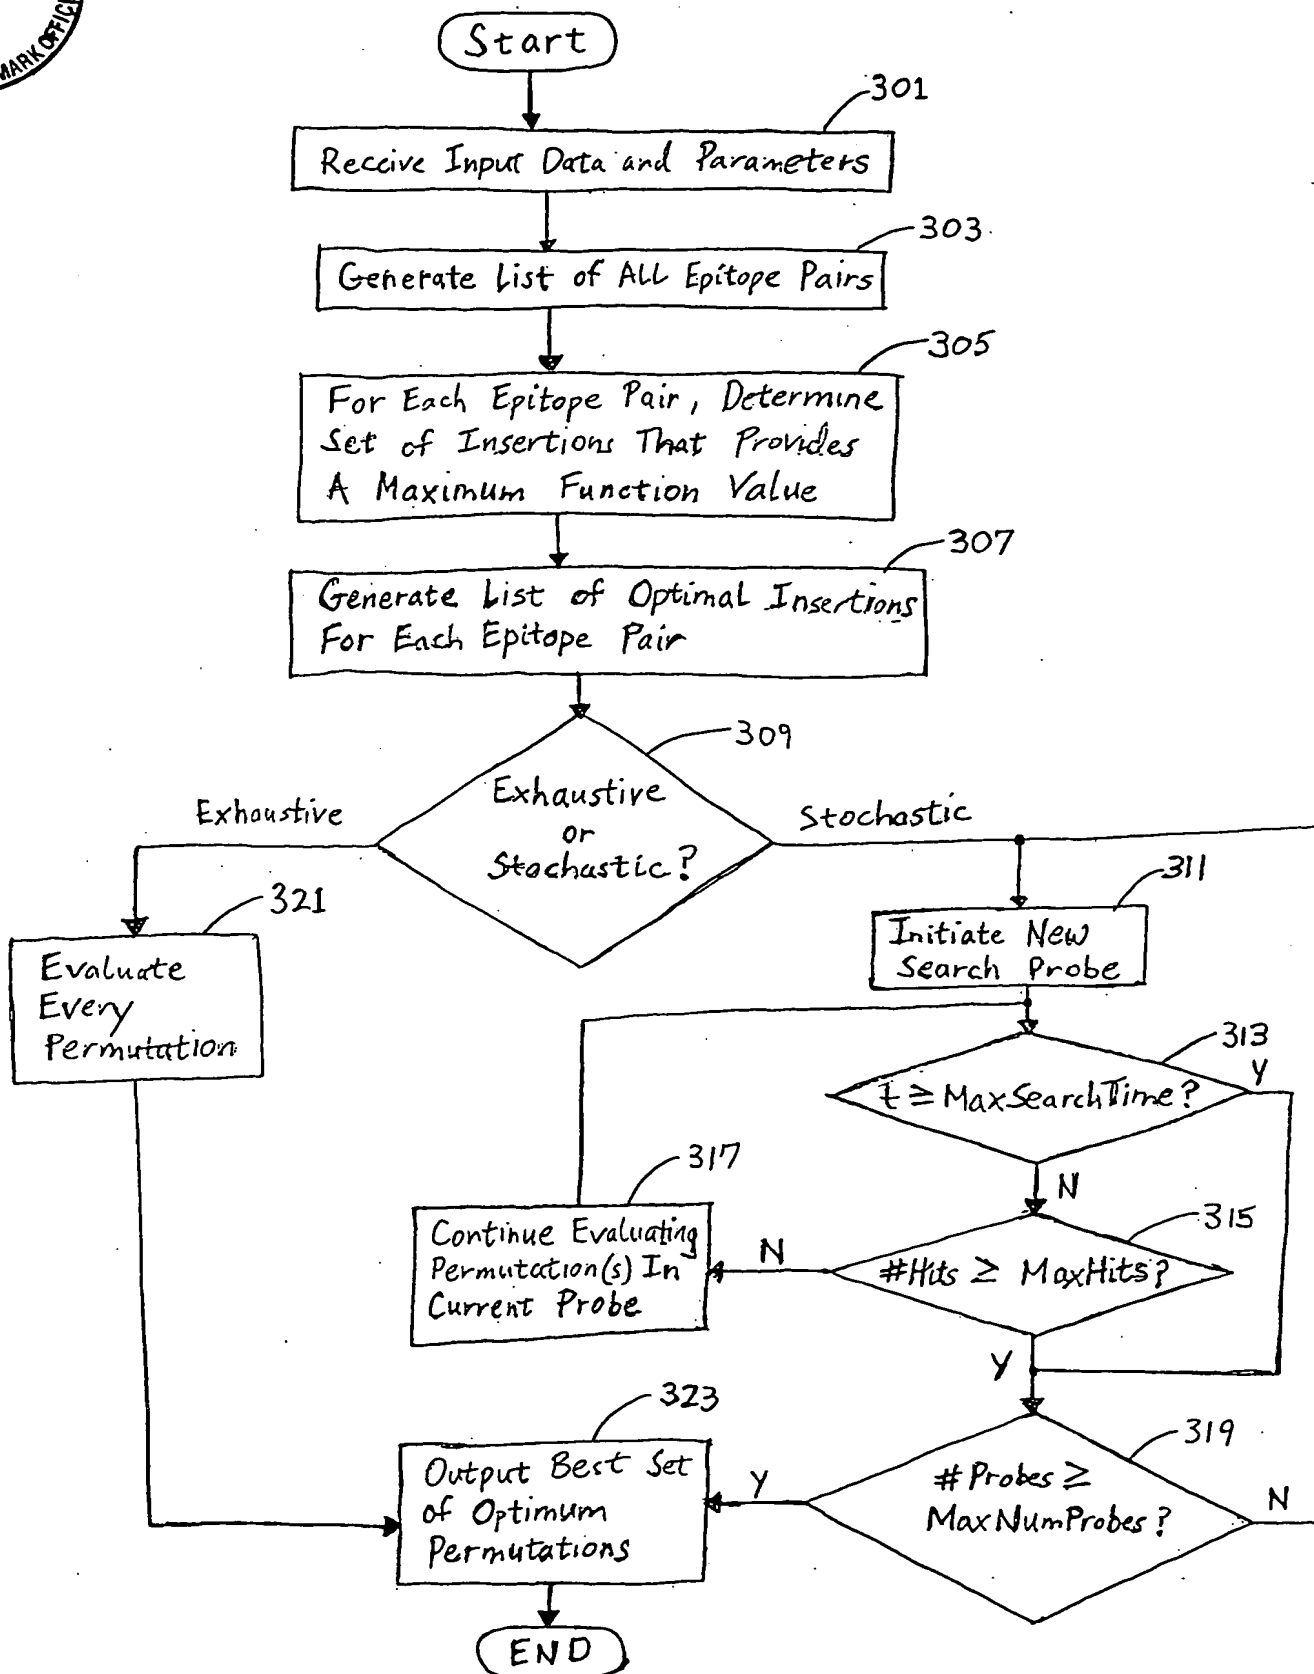 MARK OFFICE
Start
301
Receive Input Data and Parameters
303
Generate List of ALL Epitope Pairs
305
For Each Epitope Pair, Determine
Set of Insertions That Provides
A Maximum Function Value
307
Generate List of Optimal Insertions
For Each Epitope Pair
309
Exhaustive
or
Stochastic?
Exhaustive
Stochastic
321
Evaluate
Every
Permutation
311
Initiate New
Search Probe
313
t ≥ MaxSearchTime?
Y
N
315
#Hits ≥ MaxHits?
N
317
Continue Evaluating
Permutation(s) In
Current Probe
Y
319
#Probes ≥
MaxNumProbes?
N
Y
323
Output Best Set
of Optimum
Permutations
END